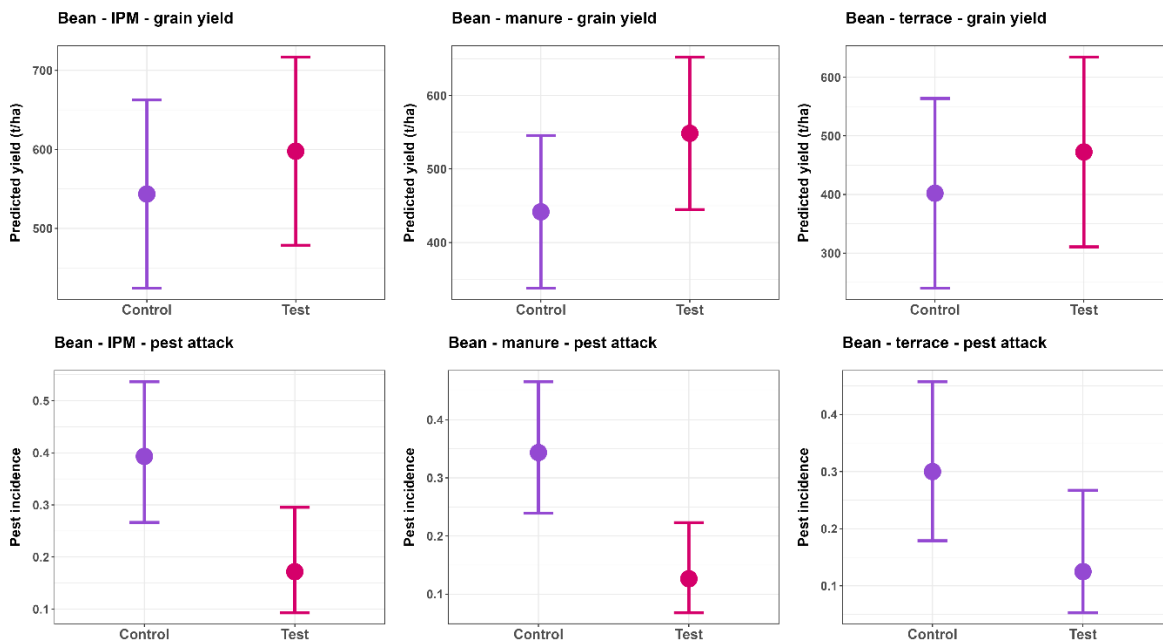 Bean - IPM - grain yield
Predicted yield (t/ha)
700
600
500
Control
Test
Bean - manure - grain yield
Predicted yield (t/ha)
600
500
400
Control
Test
Bean - terrace - grain yield
Predicted yield (t/ha)
600
500
400
300
Control
Test
Bean - IPM - pest attack
Pest incidence
0.5
0.4
0.3
0.2
0.1
Control
Test
Bean - manure - pest attack
Pest incidence
0.4
0.3
0.2
0.1
Control
Test
Bean - terrace - pest attack
Pest incidence
0.4
0.3
0.2
0.1
Control
Test